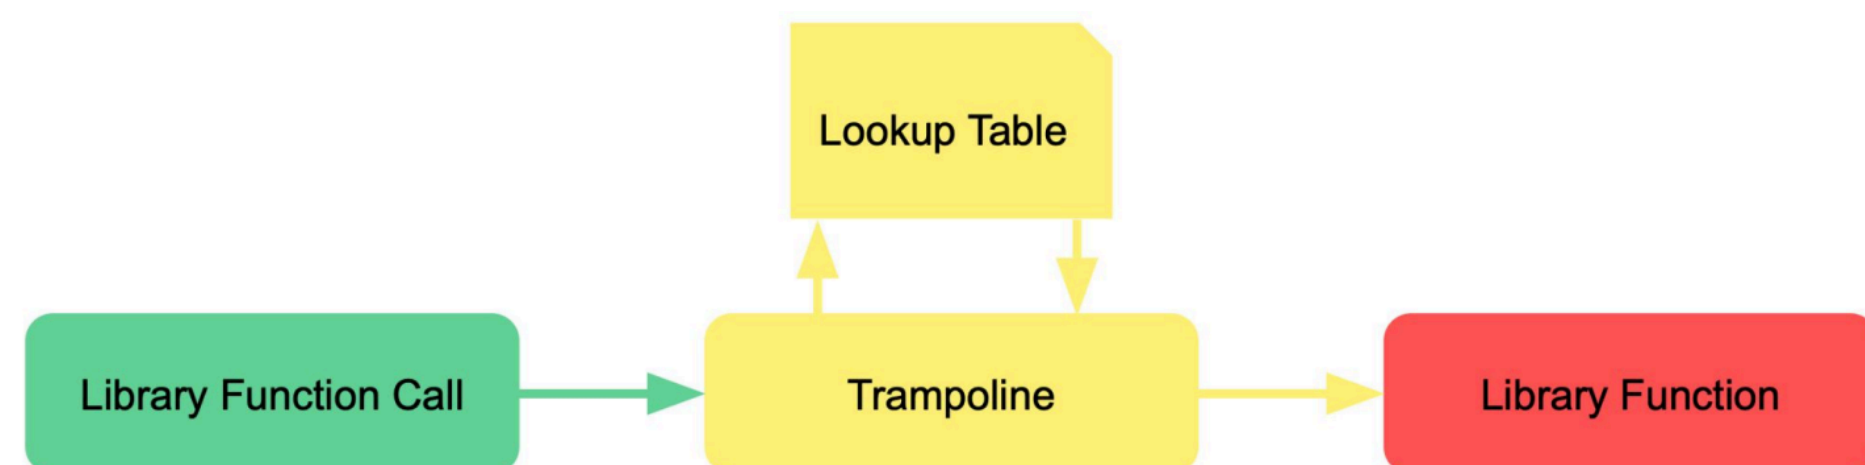 Lookup Table
Library Function Call
Trampoline
Library Function